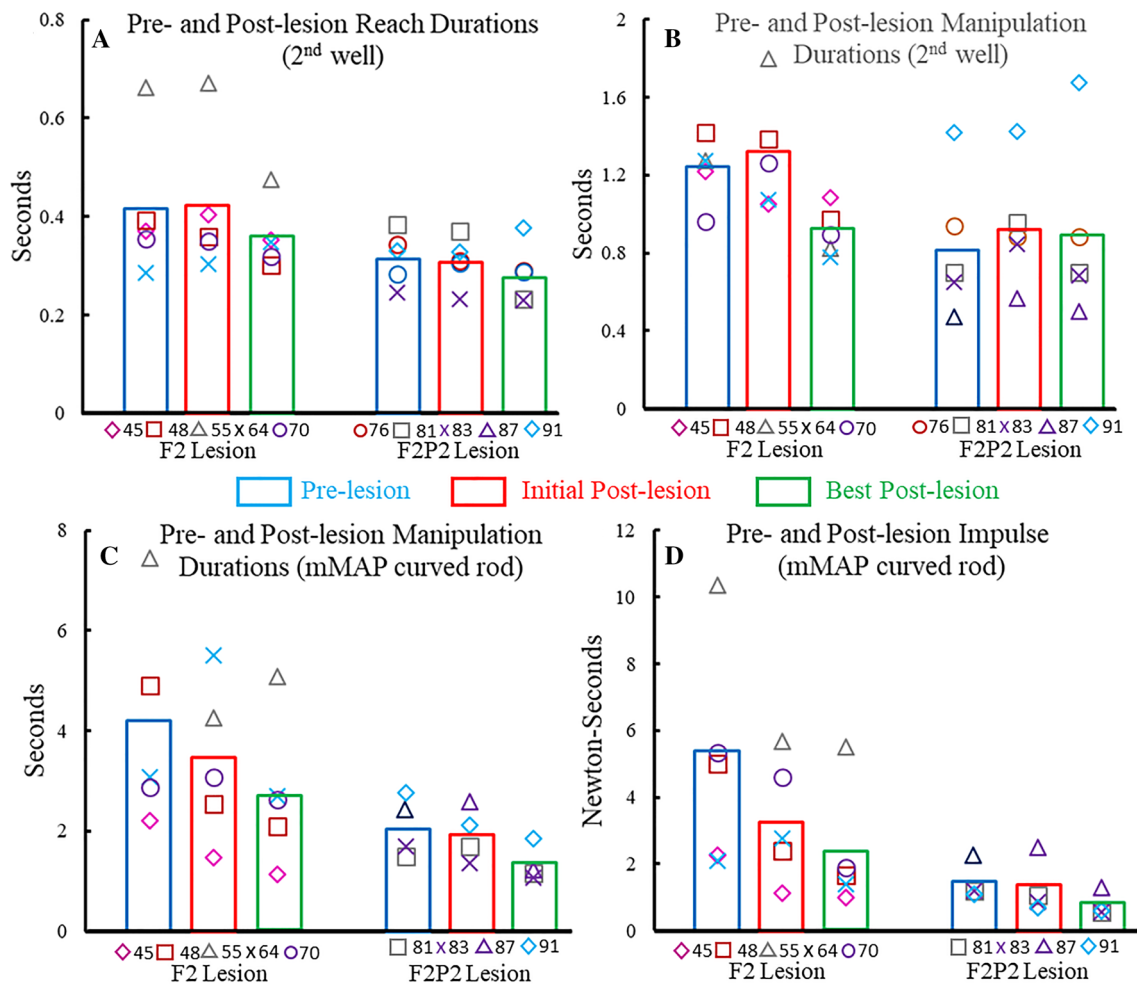 A
Pre- and Post-lesion Reach Durations
(2nd well)
0.8
0.6
0.4
0.2
0
Seconds
45 48 55 x 64 70
F2 Lesion
76 81 x 83 87 91
F2P2 Lesion
B
Pre- and Post-lesion Manipulation
Durations (2nd well)
2
1.6
1.2
0.8
0.4
0
Seconds
45 48 55 x 64 70
F2 Lesion
76 81 x 83 87 91
F2P2 Lesion
Pre-lesion
Initial Post-lesion
Best Post-lesion
C
Pre- and Post-lesion Manipulation
Durations (mMAP curved rod)
8
6
4
2
0
Seconds
45 48 55 x 64 70
F2 Lesion
81 x 83 87 91
F2P2 Lesion
D
Pre- and Post-lesion Impulse
(mMAP curved rod)
12
10
8
6
4
2
0
Newton-Seconds
45 48 55 x 64 70
F2 Lesion
81 x 83 87 91
F2P2 Lesion